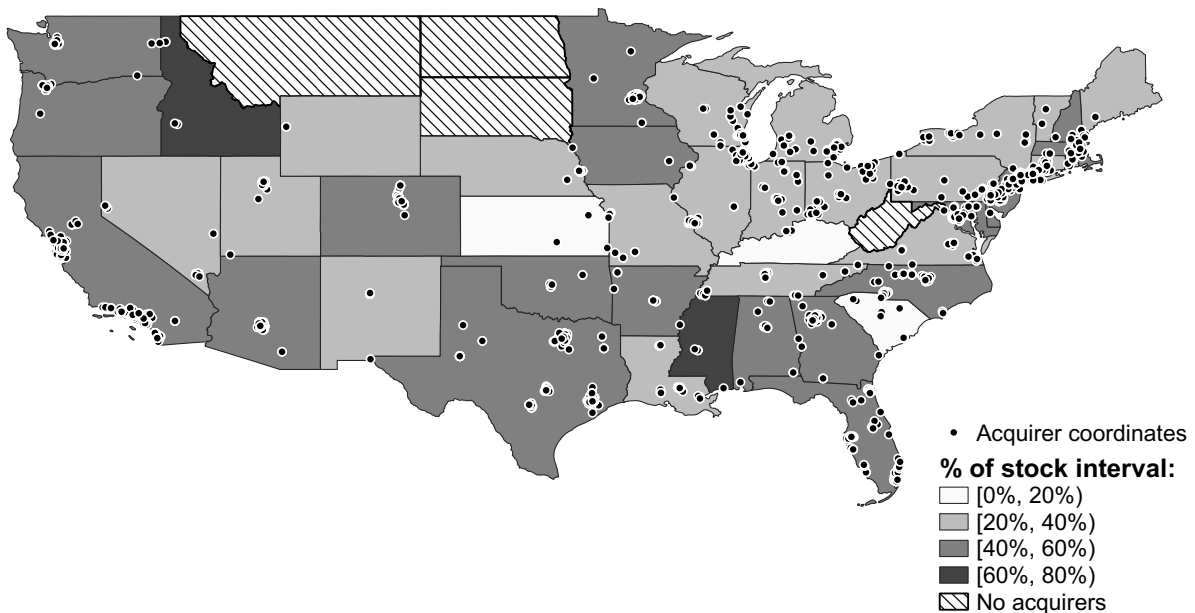 Acquirer coordinates
% of stock interval:
[0%, 20%)
[20%, 40%)
[40%, 60%)
[60%, 80%)
No acquirers